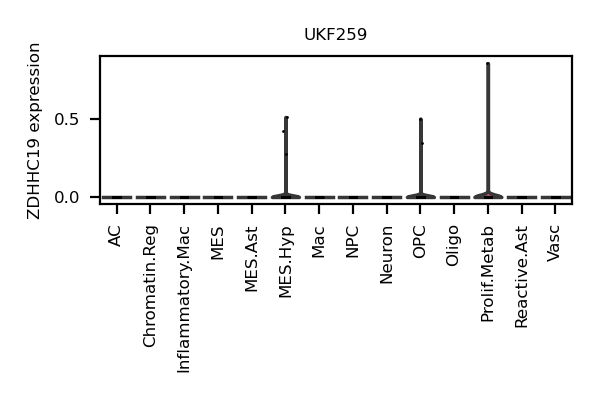 UKF259
ZDHHC19 expression
0.5
0.0
AC
Chromatin.Reg
Inflammatory.Mac
MES
MES.Ast
MES.Hyp
Mac
NPC
Neuron
OPC
Oligo
Prolif.Metab
Reactive.Ast
Vasc